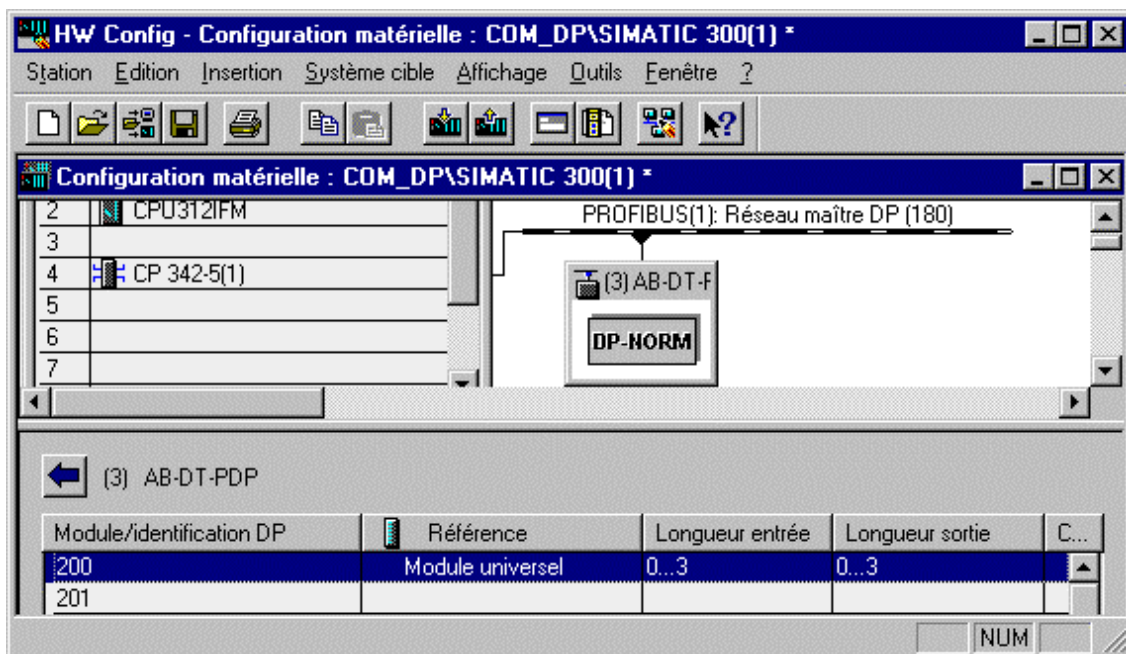 HW Config - Configuration matérielle : COM_DP\SIMATIC 300(1) *
Station Edition Insertion Système cible Affichage Outils Fenêtre ?
Configuration matérielle : COM_DP\SIMATIC 300(1) *
2 CPU312IFM
PROFIBUS(1): Réseau maître DP (180)
3
4 CP 342-5(1)
(3) AB-DT-P
5
6
DP-NORM
7
(3) AB-DT-PDP
Module/identification DP Référence Longueur entrée Longueur sortie C...
200 Module universel 0...3 0...3
201
NUM